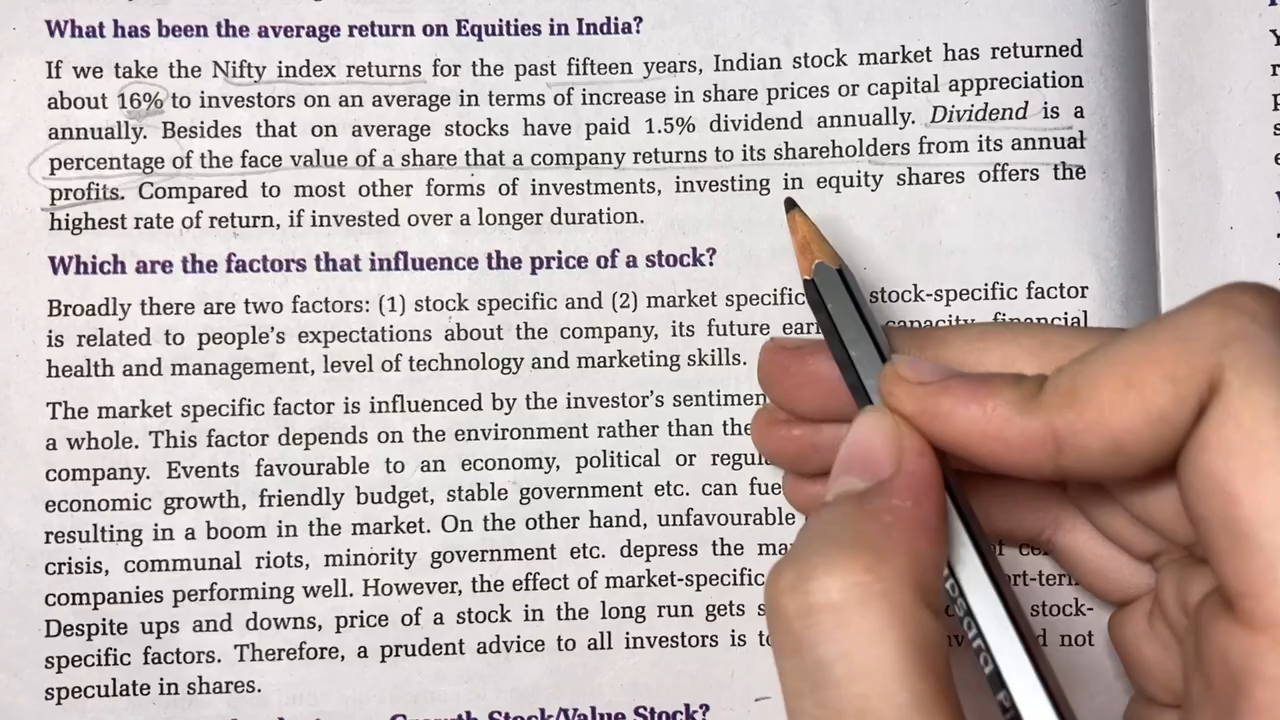 What has been the average return on Equities in India?
If we take the Nifty index returns for the past fifteen years, Indian stock market has returned
about 16% to investors on an average in terms of increase in share prices or capital appreciation
annually. Besides that on average stocks have paid 1.5% dividend annually. Dividend is a
percentage of the face value of a share that a company returns to its shareholders from its annual
profits. Compared to most other forms of investments, investing in equity shares offers the
highest rate of return, if invested over a longer duration.
Which are the factors that influence the price of a stock?
Broadly there are two factors: (1) stock specific and (2) market specific stock-specific factor
is related to people's expectations about the company, its future capacity, financial
health and management, level of technology and marketing skills.
The market specific factor is influenced by the investor's
a whole. This factor depends on the environment rather than the
company. Events favourable to an economy, political or
economic growth, friendly budget, stable government etc. can
resulting in a boom in the market. On the other hand, unfavourable
crisis, communal riots, minority government etc. depress the
companies performing well. However, the effect of market-specific
Despite ups and downs, price of a stock in the long run gets stock-
specific factors. Therefore, a prudent advice to all investors is not
speculate in shares.
Growth Stock/Value Stock?